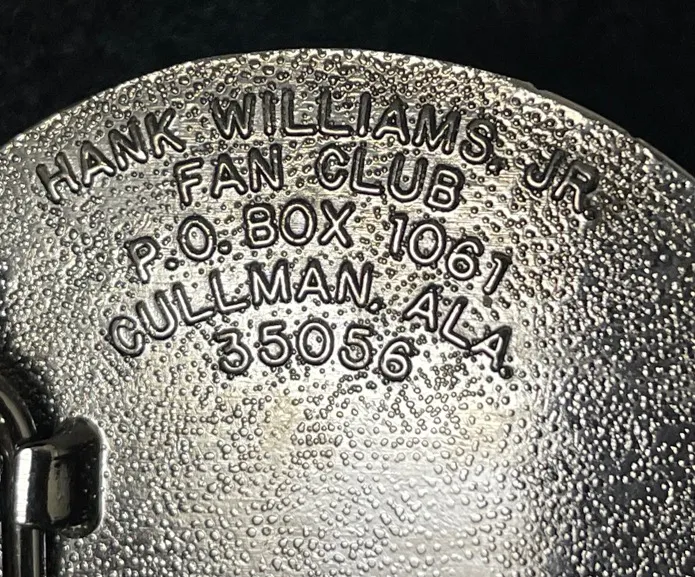 HANK WILLIAMS, JR.
FAN CLUB
P.O. BOX 1061
CULLMAN, ALA.
35056